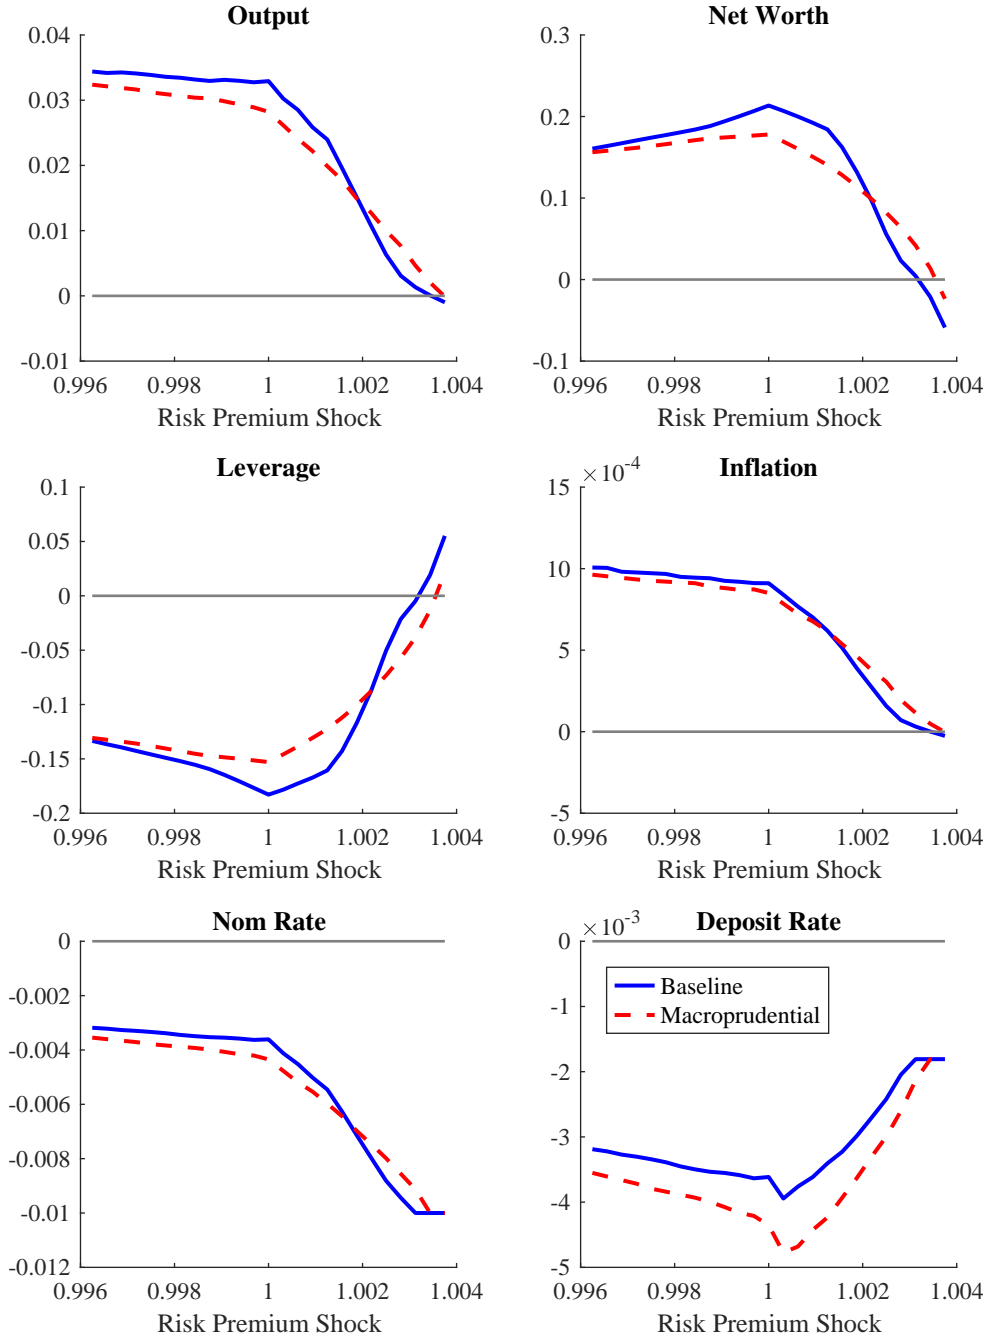 Output
0.04
0.03
0.02
0.01
0
-0.01
0.996 0.998 1 1.002 1.004
Risk Premium Shock
Net Worth
0.3
0.2
0.1
0
-0.1
0.996 0.998 1 1.002 1.004
Risk Premium Shock
Leverage
0.1
0.05
0
-0.05
-0.1
-0.15
-0.2
0.996 0.998 1 1.002 1.004
Risk Premium Shock
Inflation
×10⁻⁴
15
10
5
0
-5
0.996 0.998 1 1.002 1.004
Risk Premium Shock
Nom Rate
0
-0.002
-0.004
-0.006
-0.008
-0.01
-0.012
0.996 0.998 1 1.002 1.004
Risk Premium Shock
Deposit Rate
×10⁻³
0
-1
-2
-3
-4
-5
Baseline
Macroprudential
0.996 0.998 1 1.002 1.004
Risk Premium Shock